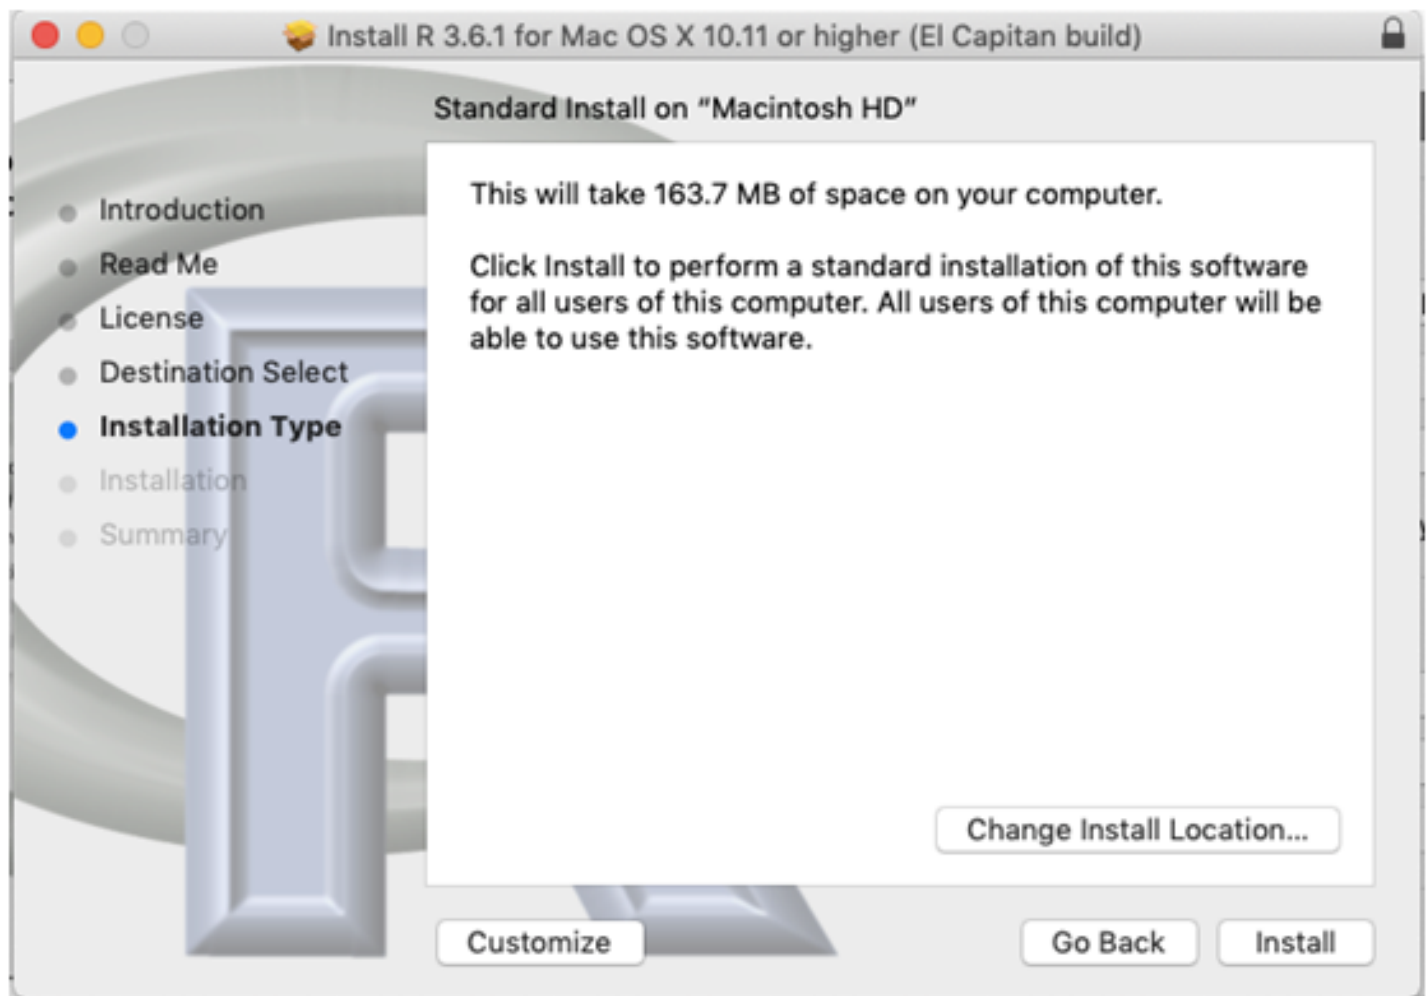 Install R 3.6.1 for Mac OS X 10.11 or higher (El Capitan build)
Standard Install on "Macintosh HD"
Introduction
Read Me
License
Destination Select
Installation Type
Installation
Summary
This will take 163.7 MB of space on your computer.
Click Install to perform a standard installation of this software
for all users of this computer. All users of this computer will be
able to use this software.
Change Install Location...
Customize
Go Back
Install